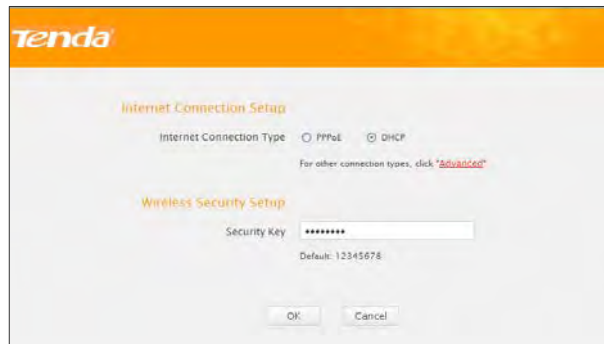 Tenda
Internet Connection Setup
Internet Connection Type PPPoE DHCP
For other connection types, click "Advanced"
Wireless Security Setup
Security Key ••••••••
Default: 12345678
OK Cancel